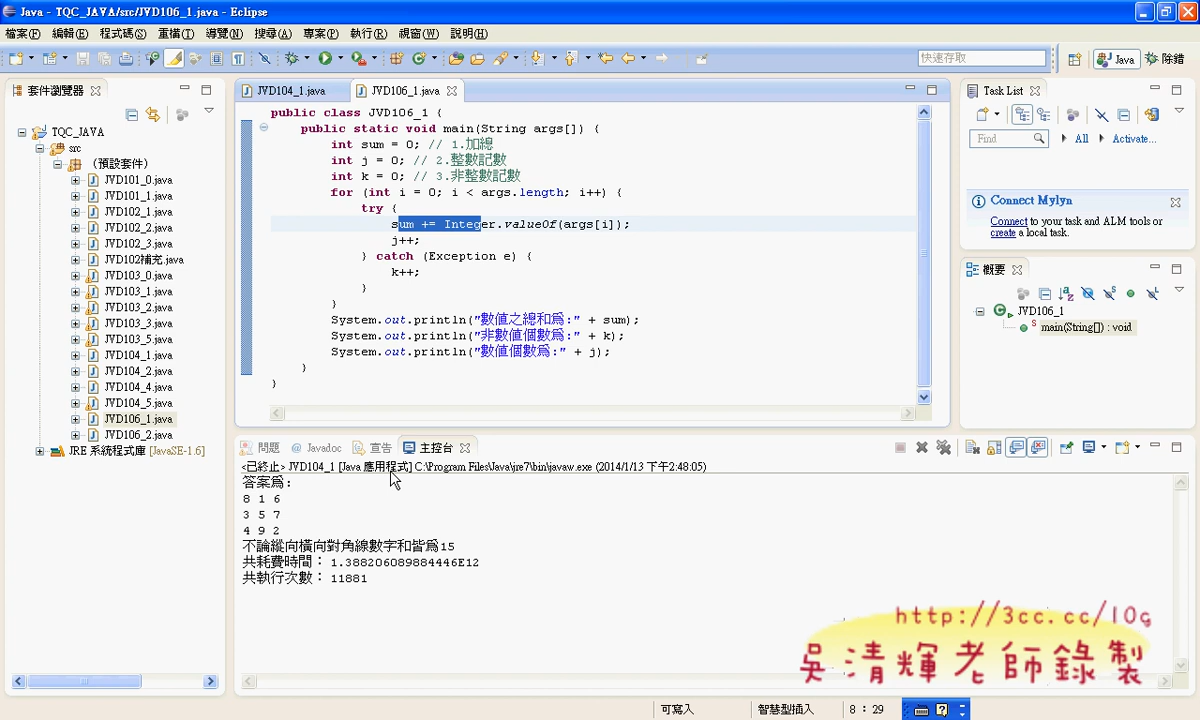 Java - TQC_JAVA/src/JVD106_1.java - Eclipse
檔案(F) 編輯(E) 程式碼(S) 重構(T) 導覽(N) 搜尋(A) 專案(P) 執行(R) 視窗(W) 說明(H)
快速存取
Java
除錯
套件瀏覽器
TQC_JAVA
src
(預設套件)
JVD101_0.java
JVD101_1.java
JVD102_1.java
JVD102_2.java
JVD102_3.java
JVD102補充.java
JVD103_0.java
JVD103_1.java
JVD103_2.java
JVD103_3.java
JVD103_5.java
JVD104_1.java
JVD104_2.java
JVD104_4.java
JVD104_5.java
JVD106_1.java
JVD106_2.java
JRE 系統程式庫 [JavaSE-1.6]
JVD104_1.java
JVD106_1.java
public class JVD106_1 {
public static void main(String args[]) {
int sum = 0; // 1.加總
int j = 0; // 2.整數記數
int k = 0; // 3.非整數記數
for (int i = 0; i < args.length; i++) {
try {
sum += Integer.valueOf(args[i]);
j++;
} catch (Exception e) {
k++;
}
}
System.out.println("數值之總和為:" + sum);
System.out.println("非數值個數為:" + k);
System.out.println("數值個數為:" + j);
}
}
Task List
Find
All
Activate...
Connect Mylyn
Connect to your task and ALM tools or
create a local task.
概要
JVD106_1
main(String[]) : void
問題
@ Javadoc
宣告
主控台
<已終止> JVD104_1 [Java 應用程式] C:\Program Files\Java\jre7\bin\javaw.exe (2014/1/13 下午2:48:05)
答案為:
8 1 6
3 5 7
4 9 2
不論縱向橫向對角線數字和皆為15
共耗費時間：1.388206089884446E12
共執行次數：11881
http://3cc.cc/10g
吳清輝老師錄製
可寫入
智慧型插入
8 : 29